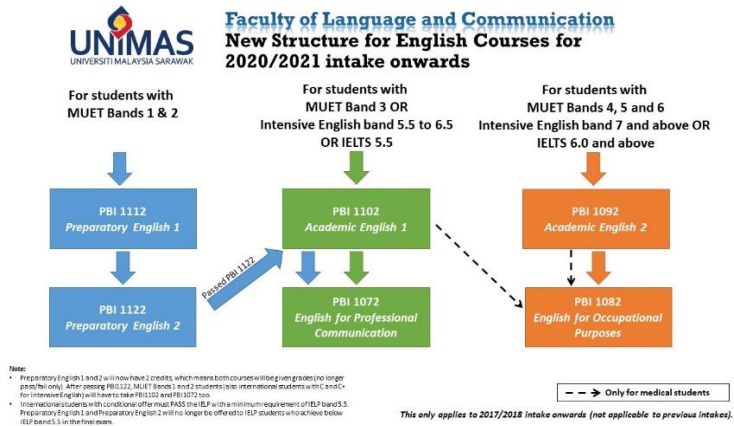 UNIMAS
UNIVERSITI MALAYSIA SARAWAK
Faculty of Language and Communication
New Structure for English Courses for
2020/2021 intake onwards
For students with
MUET Bands 1 & 2
For students with
MUET Band 3 OR
Intensive English band 5.5 to 6.5
OR IELTS 5.5
For students with
MUET Bands 4, 5 and 6
Intensive English band 7 and above OR
IELTS 6.0 and above
PBI 1112
Preparatory English 1
PBI 1102
Academic English 1
PBI 1092
Academic English 2
Passed PBI 1122
PBI 1122
Preparatory English 2
PBI 1072
English for Professional
Communication
PBI 1082
English for Occupational
Purposes
Note:
• Preparatory English 1 and 2 will now have 2 credits, which means both courses will be given grades (no longer
pass/fail only). After passing PBI1122, MUET Bands 1 and 2 students (also international students with C and C+
for Intensive English) will have to take PBI1102 and PBI1072 too.
• International students with conditional offer must PASS the IELP with a minimum requirement of IELP band 5.5.
Preparatory English 1 and Preparatory English 2 will no longer be offered to IELP students who achieve below
IELP band 5.5 in the final exam.
Only for medical students
This only applies to 2017/2018 intake onwards (not applicable to previous intakes).